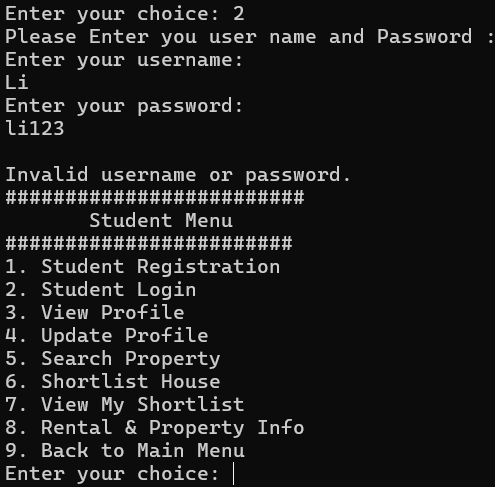 Enter your choice: 2
Please Enter you user name and Password :
Enter your username:
Li
Enter your password:
li123
Invalid username or password.
#########################
Student Menu
########################
1. Student Registration
2. Student Login
3. View Profile
4. Update Profile
5. Search Property
6. Shortlist House
7. View My Shortlist
8. Rental & Property Info
9. Back to Main Menu
Enter your choice: